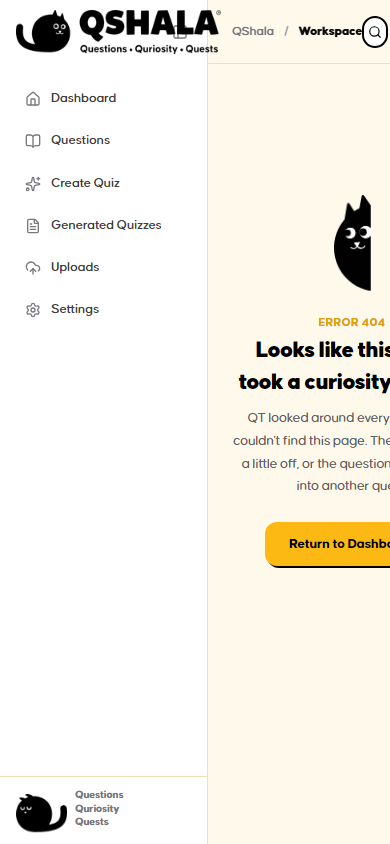 QSHALA®
Questions • Quriosity • Quests
QShala / Workspace
Dashboard
Questions
Create Quiz
Generated Quizzes
Uploads
Settings
ERROR 404
Looks like this
took a curiosity
QT looked around every
couldn't find this page. The
a little off, or the question
into another que
Return to Dashbo
Questions
Quriosity
Quests